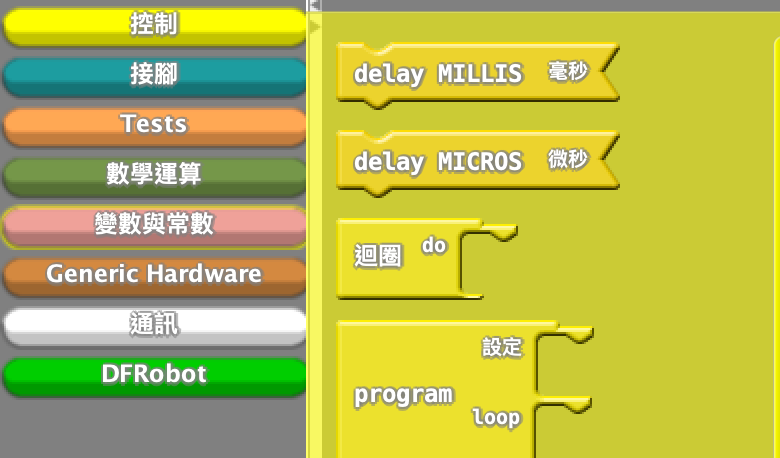 控制
接腳
Tests
數學運算
變數與常數
Generic Hardware
通訊
DFRobot
delay MILLIS 毫秒
delay MICROS 微秒
迴圈 do
設定
program
loop